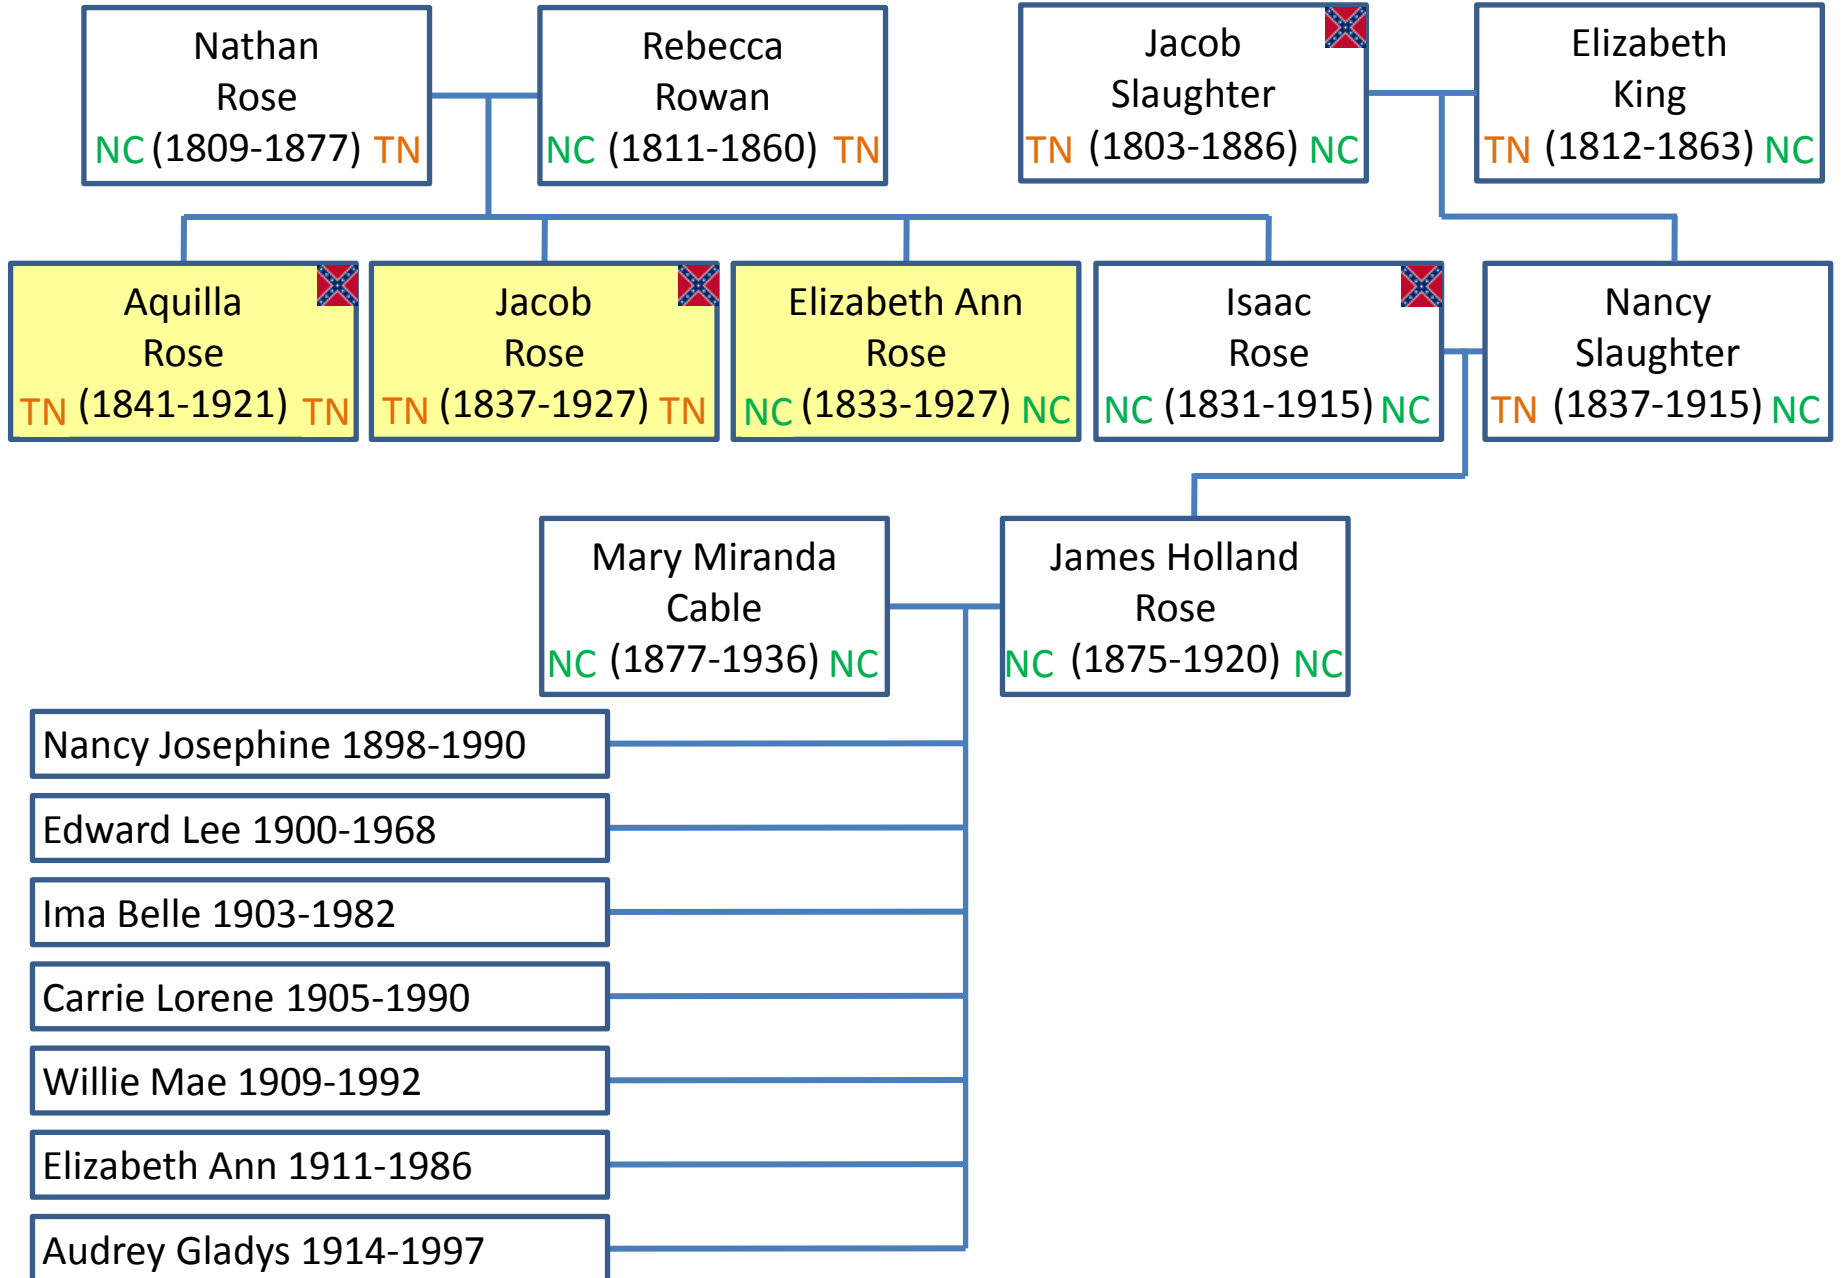 Nathan
Rose
NC (1809-1877) TN
Rebecca
Rowan
NC (1811-1860) TN
Jacob
Slaughter
TN (1803-1886) NC
Elizabeth
King
TN (1812-1863) NC
Aquilla
Rose
TN (1841-1921) TN
Jacob
Rose
TN (1837-1927) TN
Elizabeth Ann
Rose
NC (1833-1927) NC
Isaac
Rose
NC (1831-1915) NC
Nancy
Slaughter
TN (1837-1915) NC
Mary Miranda
Cable
NC (1877-1936) NC
James Holland
Rose
NC (1875-1920) NC
Nancy Josephine 1898-1990
Edward Lee 1900-1968
Ima Belle 1903-1982
Carrie Lorene 1905-1990
Willie Mae 1909-1992
Elizabeth Ann 1911-1986
Audrey Gladys 1914-1997